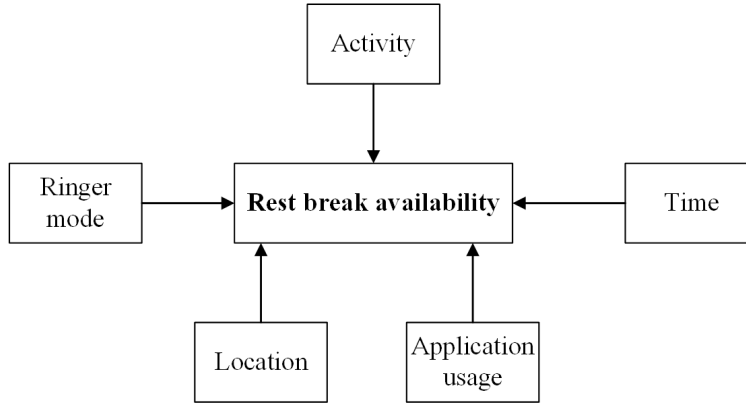 Activity
Ringer
mode
Rest break availability
Time
Location
Application
usage